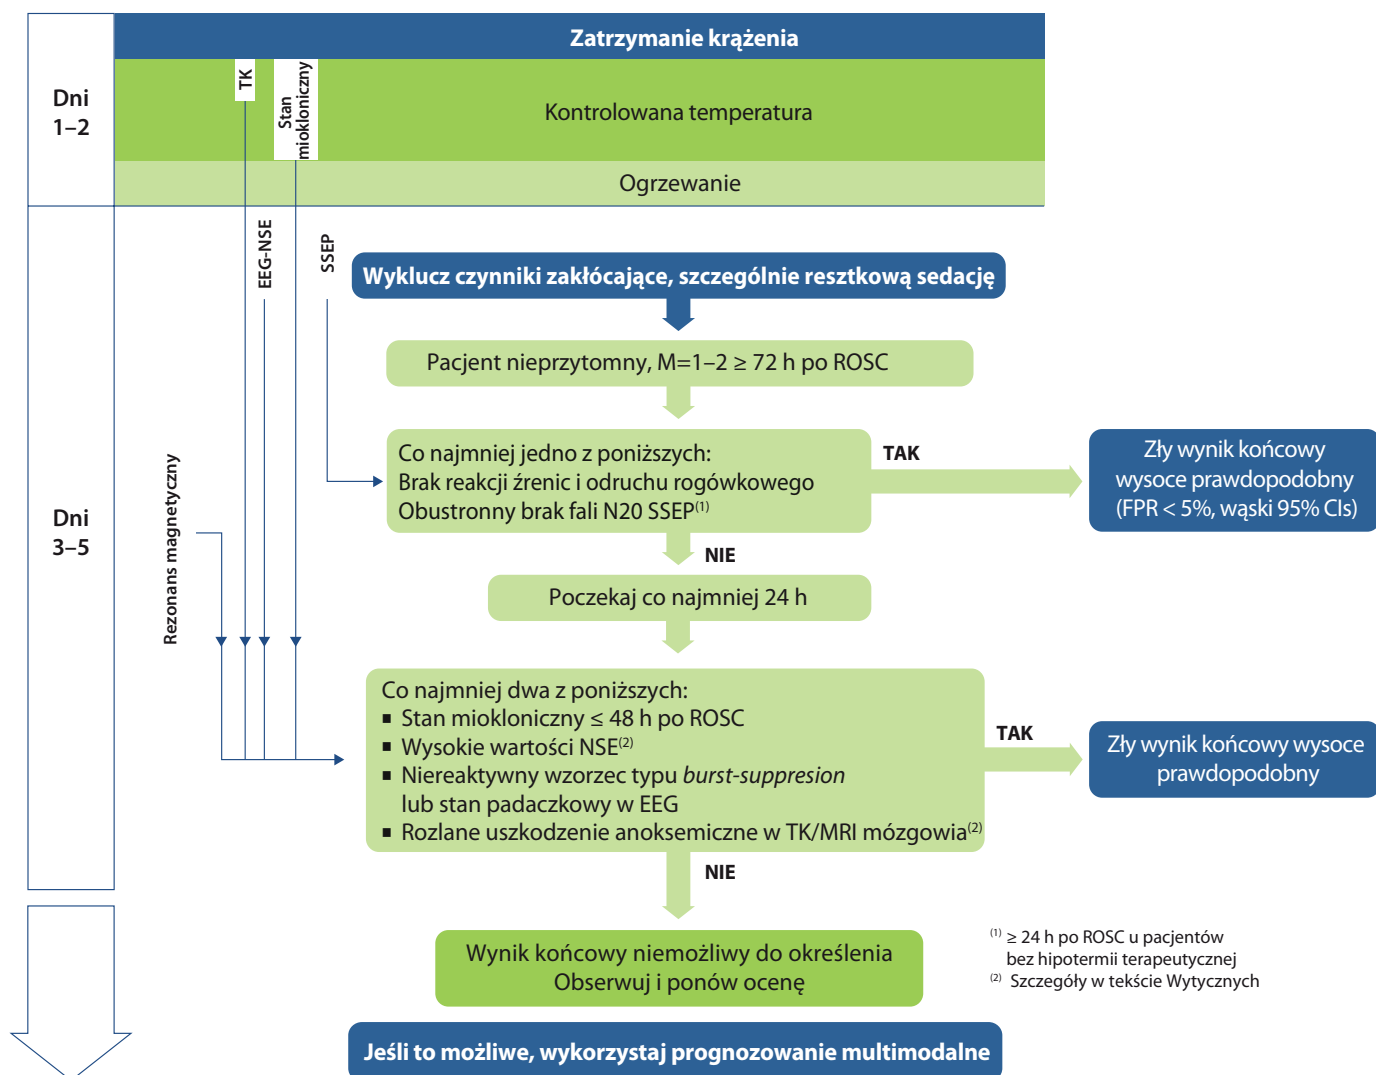 Zatrzymanie krążenia
Dni
1–2
TK
Stan
miokloniczny
Kontrolowana temperatura
Ogrzewanie
Dni
3–5
Rezonans magnetyczny
EEG-NSE
SSEP
Wyklucz czynniki zakłócające, szczególnie resztkową sedację
Pacjent nieprzytomny, M=1–2 ≥ 72 h po ROSC
Co najmniej jedno z poniższych:
Brak reakcji źrenic i odruchu rogówkowego
Obustronny brak fali N20 SSEP(1)
TAK
Zły wynik końcowy
wysoce prawdopodobny
(FPR < 5%, wąski 95% CIs)
NIE
Poczekaj co najmniej 24 h
Co najmniej dwa z poniższych:
▪ Stan miokloniczny ≤ 48 h po ROSC
▪ Wysokie wartości NSE(2)
▪ Niereaktywny wzorzec typu burst-suppresion
lub stan padaczkowy w EEG
▪ Rozlane uszkodzenie anoksemiczne w TK/MRI mózgowia(2)
TAK
Zły wynik końcowy wysoce
prawdopodobny
NIE
Wynik końcowy niemożliwy do określenia
Obserwuj i ponów ocenę
(1) ≥ 24 h po ROSC u pacjentów
bez hipotermii terapeutycznej
(2) Szczegóły w tekście Wytycznych
Jeśli to możliwe, wykorzystaj prognozowanie multimodalne